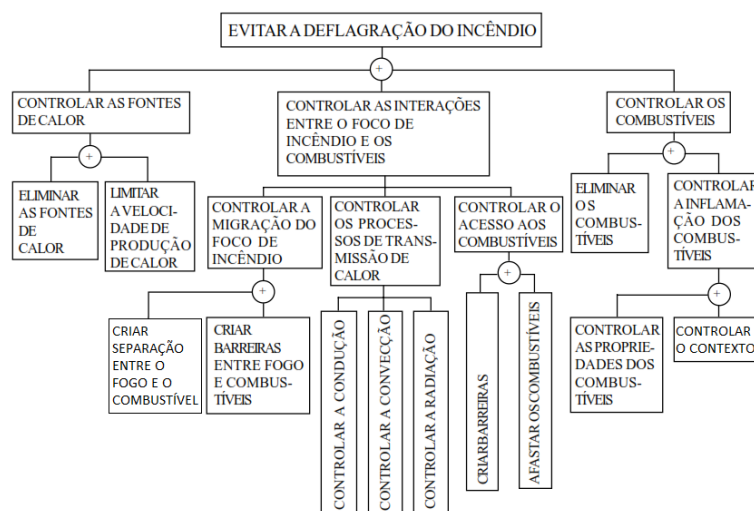 EVITAR A DEFLAGRAÇÃO DO INCÊNDIO
+
CONTROLAR AS FONTES
DE CALOR
CONTROLAR AS INTERAÇÕES
ENTRE O FOCO DE
INCÊNDIO E OS
COMBUSTÍVEIS
CONTROLAR OS
COMBUSTÍVEIS
+
+
ELIMINAR
AS FONTES
DE
CALOR
LIMITAR
A VELOCI-
DADE DE
PRODUÇÃO
DE CALOR
CONTROLAR A
MIGRAÇÃO DO
FOCO DE
INCÊNDIO
CONTROLAR
OS PROCES-
SOS DE TRANS-
MISSÃO DE
CALOR
CONTROLAR O
ACESSO AOS
COMBUSTÍVEIS
ELIMINAR
OS
COMBUS-
TÍVEIS
CONTROLAR
A INFLAMA-
ÇÃO DOS
COMBUS-
TÍVEIS
+
+
+
CRIAR
SEPARAÇÃO
ENTRE O
FOGO E O
COMBUSTÍVEL
CRIAR
BARREIRAS
ENTRE FOGO
E COMBUS-
TÍVEIS
CONTROLAR A CONDUÇÃO
CONTROLAR A CONVECÇÃO
CONTROLAR A RADIAÇÃO
CRIAR BARREIRAS
AFASTAR OS COMBUSTÍVEIS
CONTROLAR
AS PROPRIE-
DADES DOS
COMBUS-
TÍVEIS
CONTROLAR
O CONTEXTO